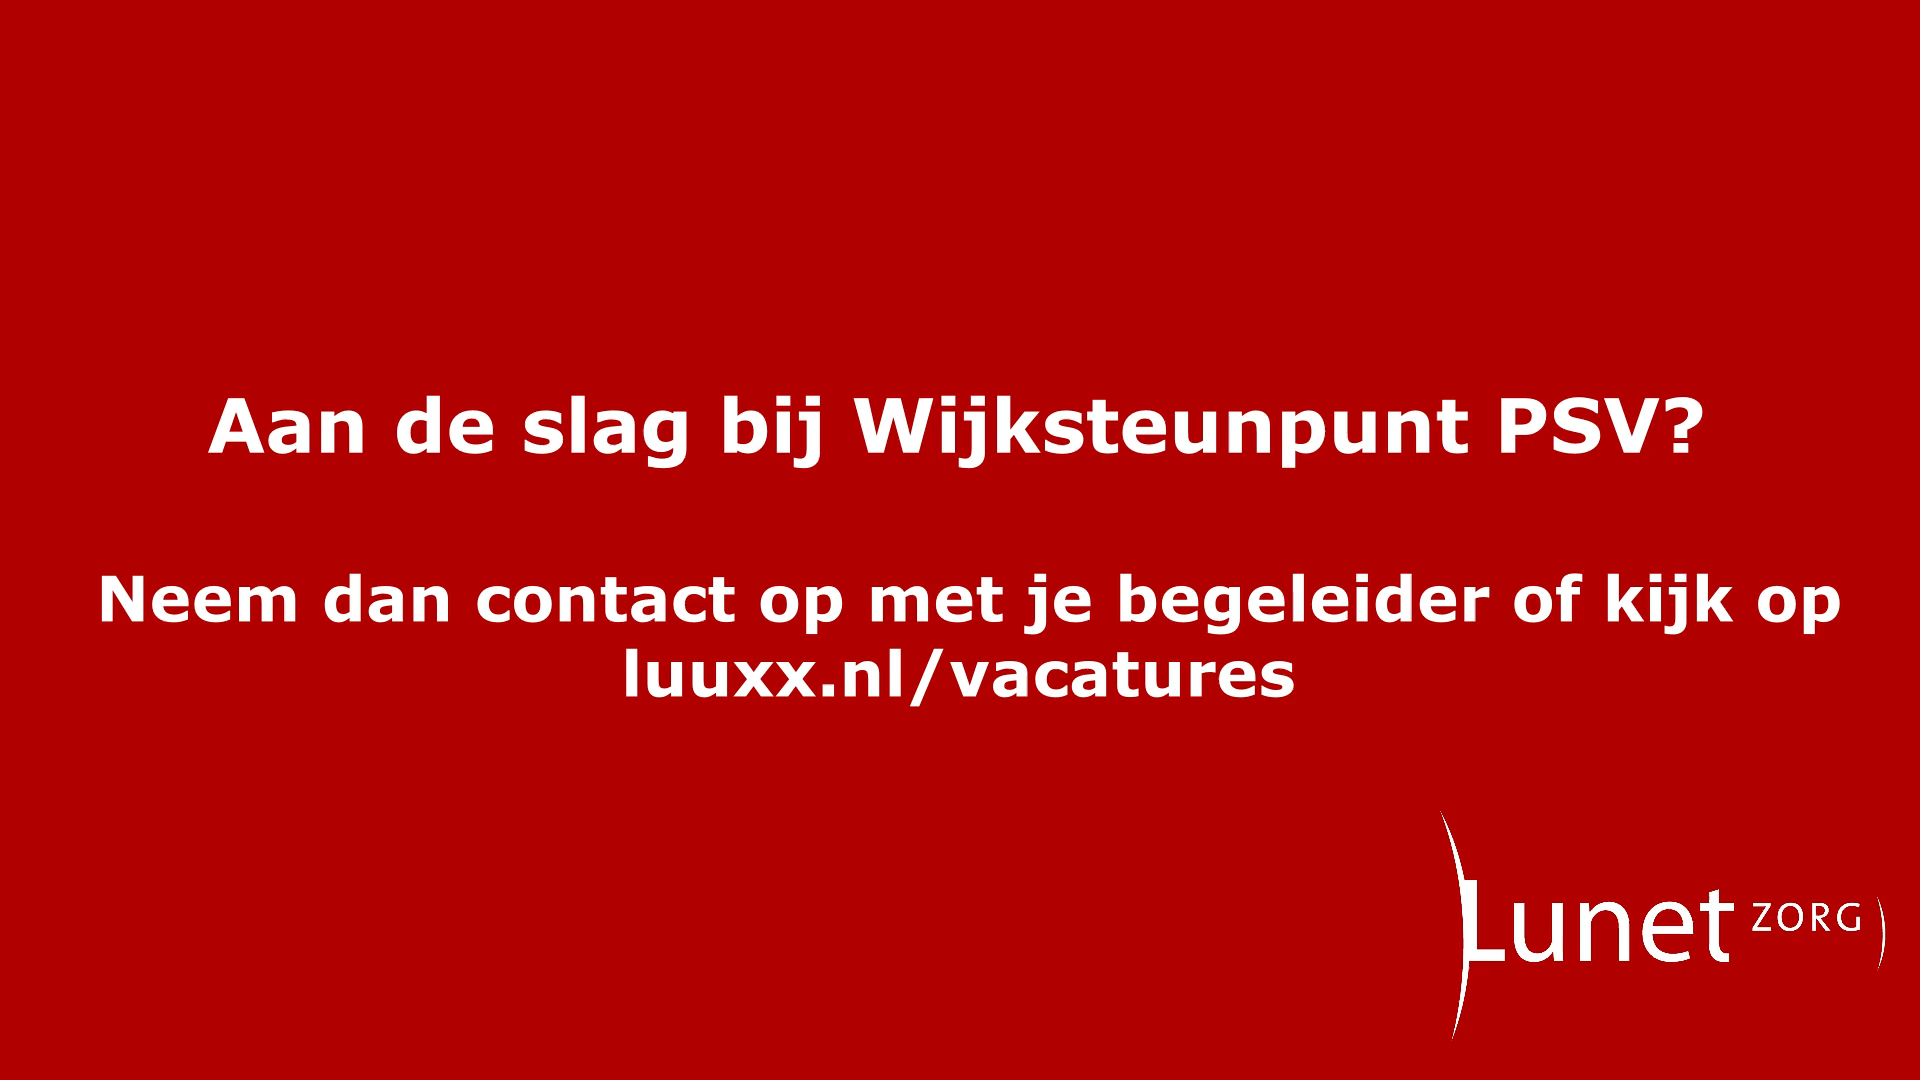 Aan de slag bij Wijksteunpunt PSV?
Neem dan contact op met je begeleider of kijk op
luuxx.nl/vacatures
Lunet ZORG